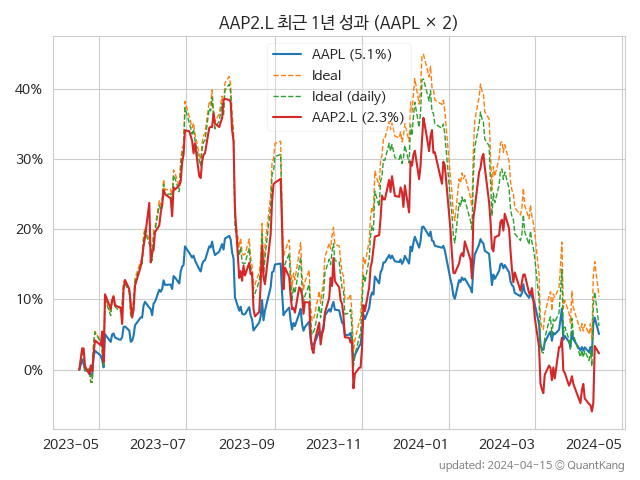 AAP2.L 최근 1년 성과 (AAPL × 2)
AAPL (5.1%)
Ideal
Ideal (daily)
AAP2.L (2.3%)
40%
30%
20%
10%
0%
2023-05 2023-07 2023-09 2023-11 2024-01 2024-03 2024-05
updated: 2024-04-15 © QuantKang